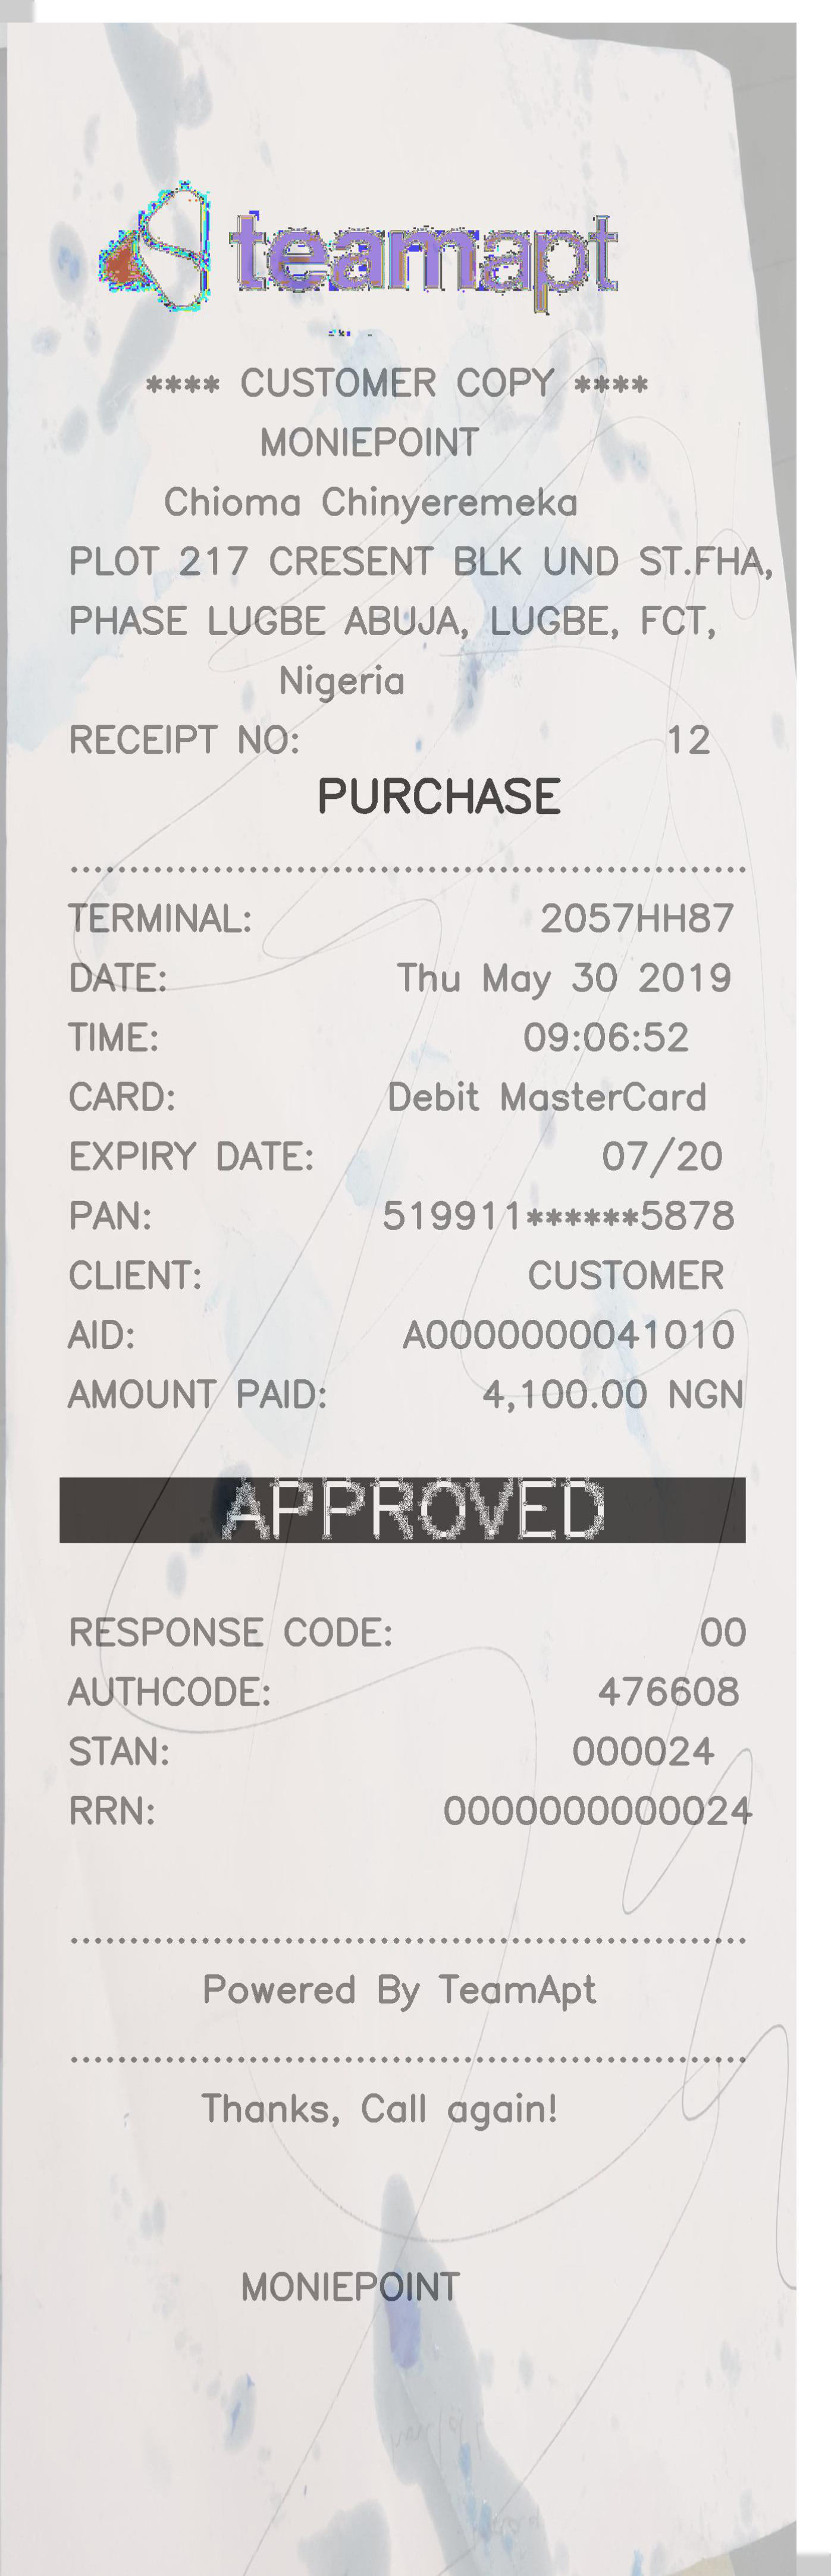 teamapt
**** CUSTOMER COPY ****
MONIEPOINT
Chioma Chinyeremeka
PLOT 217 CRESENT BLK UND ST.FHA,
PHASE LUGBE ABUJA, LUGBE, FCT,
Nigeria
RECEIPT NO: 12
PURCHASE
TERMINAL: 2057HH87
DATE: Thu May 30 2019
TIME: 09:06:52
CARD: Debit MasterCard
EXPIRY DATE: 07/20
PAN: 519911******5878
CLIENT: CUSTOMER
AID: A0000000041010
AMOUNT PAID: 4,100.00 NGN
APPROVED
RESPONSE CODE: 00
AUTHCODE: 476608
STAN: 000024
RRN: 0000000000024
Powered By TeamApt
Thanks, Call again!
MONIEPOINT